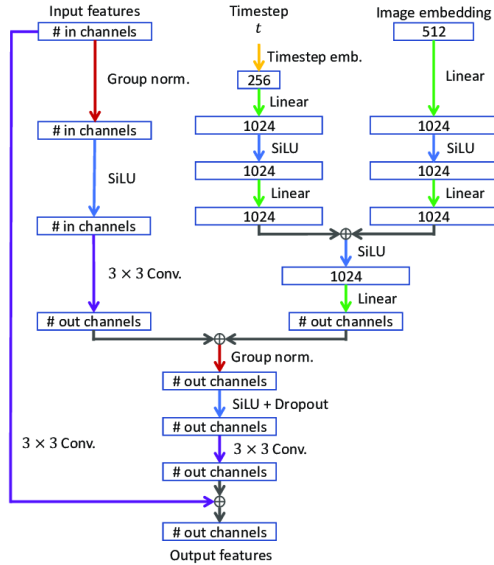 Input features
Timestep
Image embedding
# in channels
t
512
Timestep emb.
Group norm.
256
Linear
Linear
# in channels
1024
1024
SiLU
SiLU
SiLU
1024
1024
Linear
Linear
# in channels
1024
1024
SiLU
3 × 3 Conv.
1024
Linear
# out channels
# out channels
Group norm.
# out channels
SiLU + Dropout
# out channels
3 × 3 Conv.
3 × 3 Conv.
# out channels
# out channels
Output features